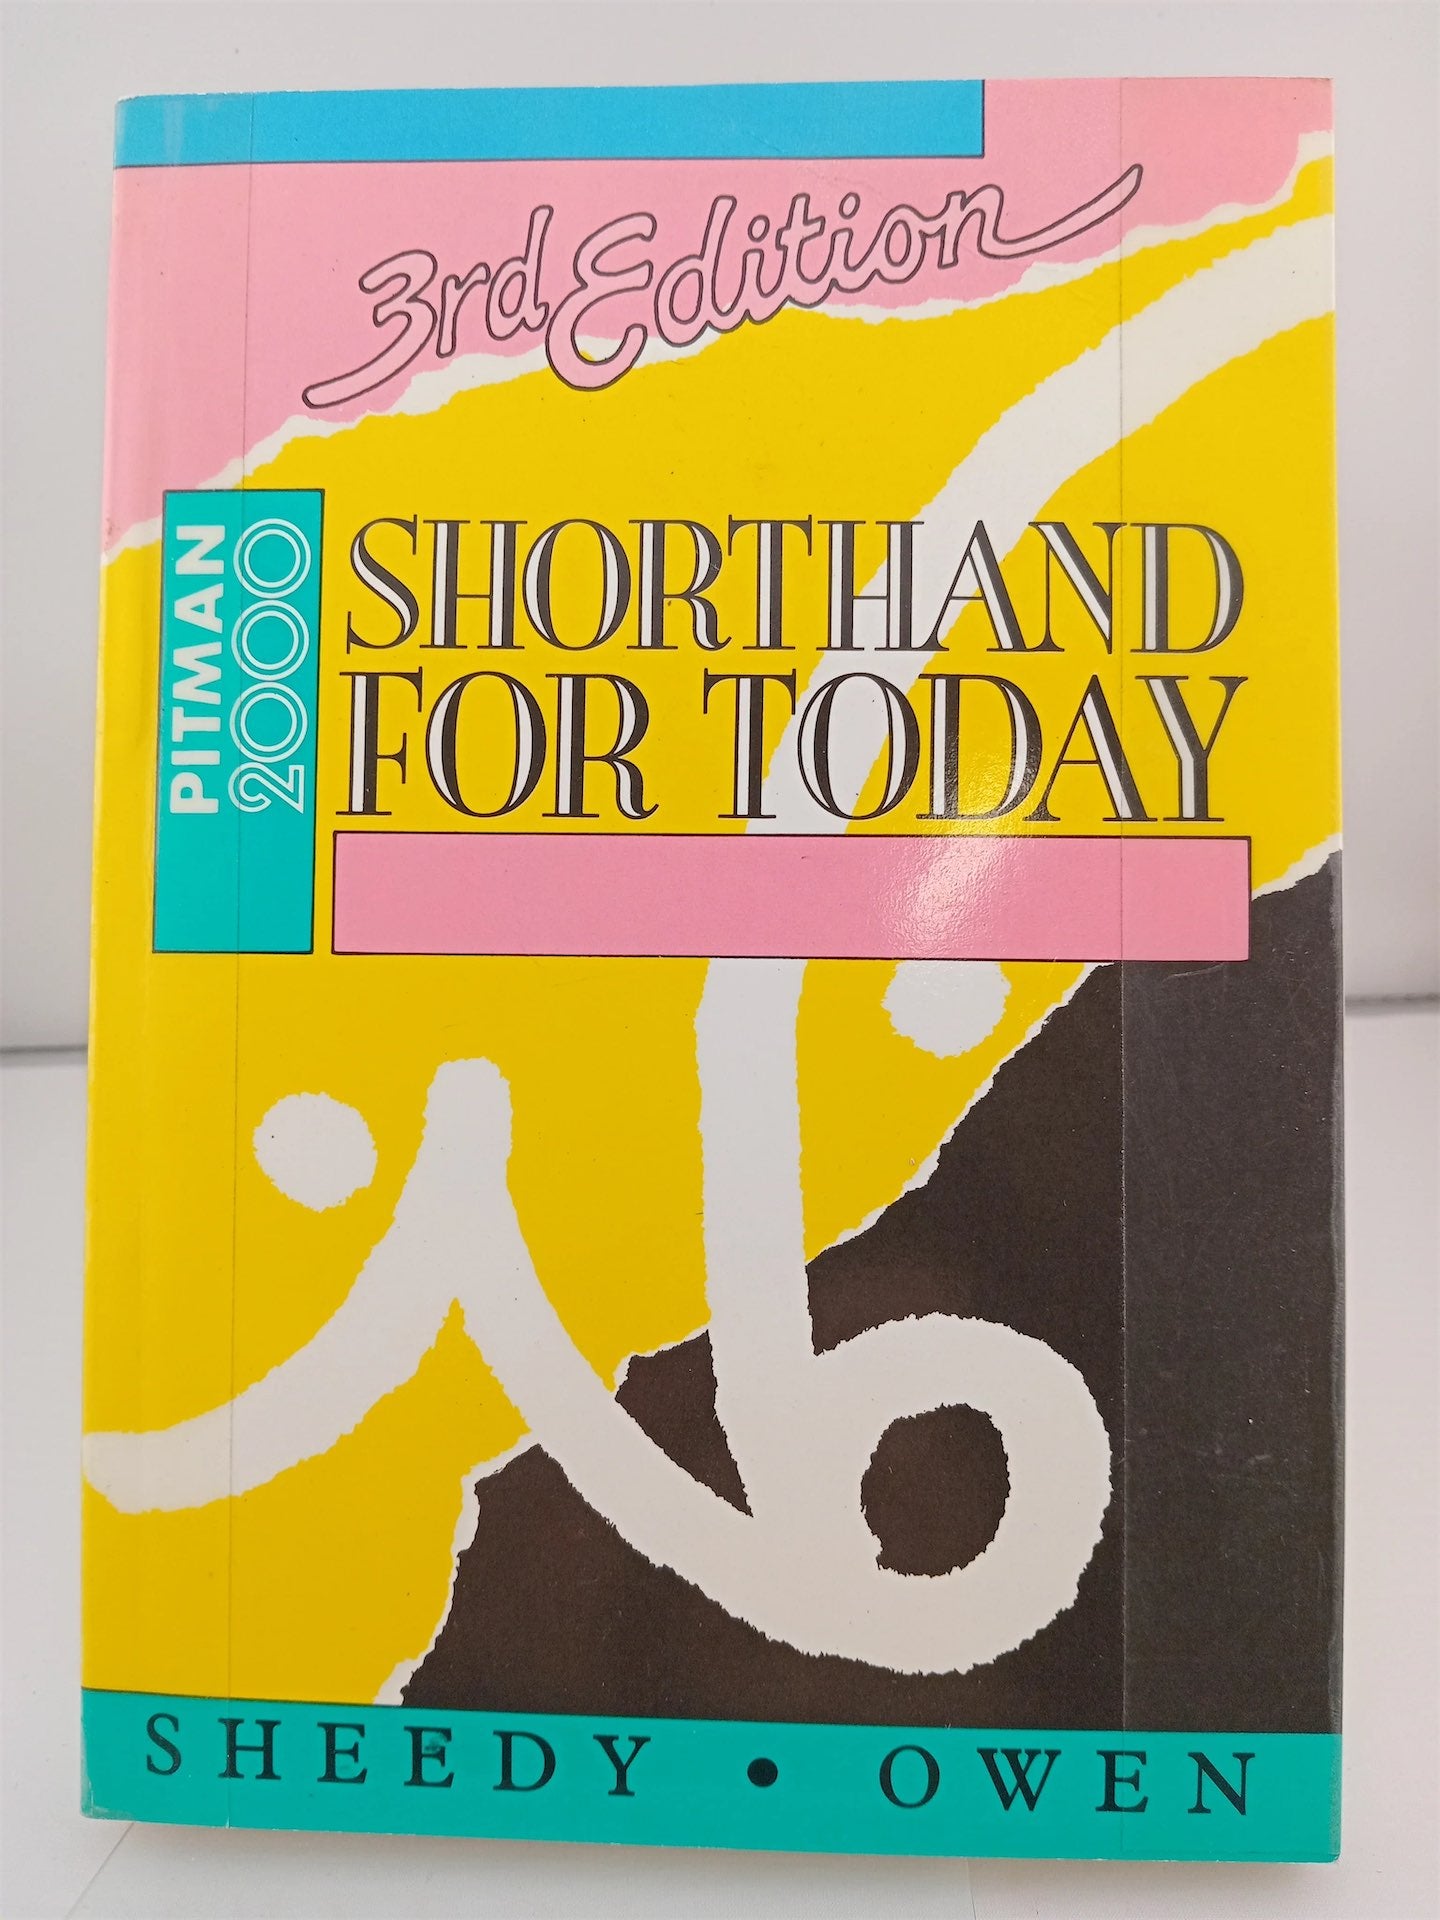 3rd Edition
PITMAN
2000
SHORTHAND
FOR TODAY
SHEEDY • OWEN